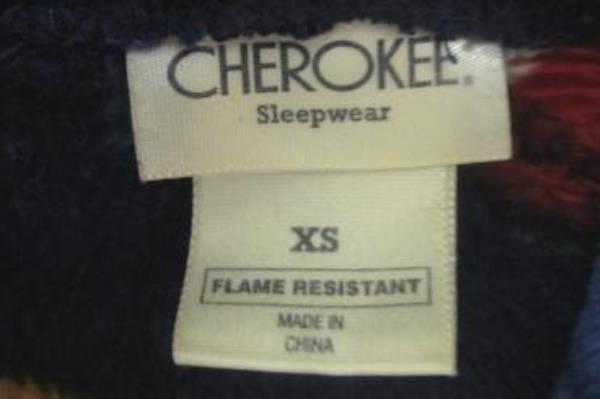 CHEROKEE.
Sleepwear
XS
FLAME RESISTANT
MADE IN
CHINA